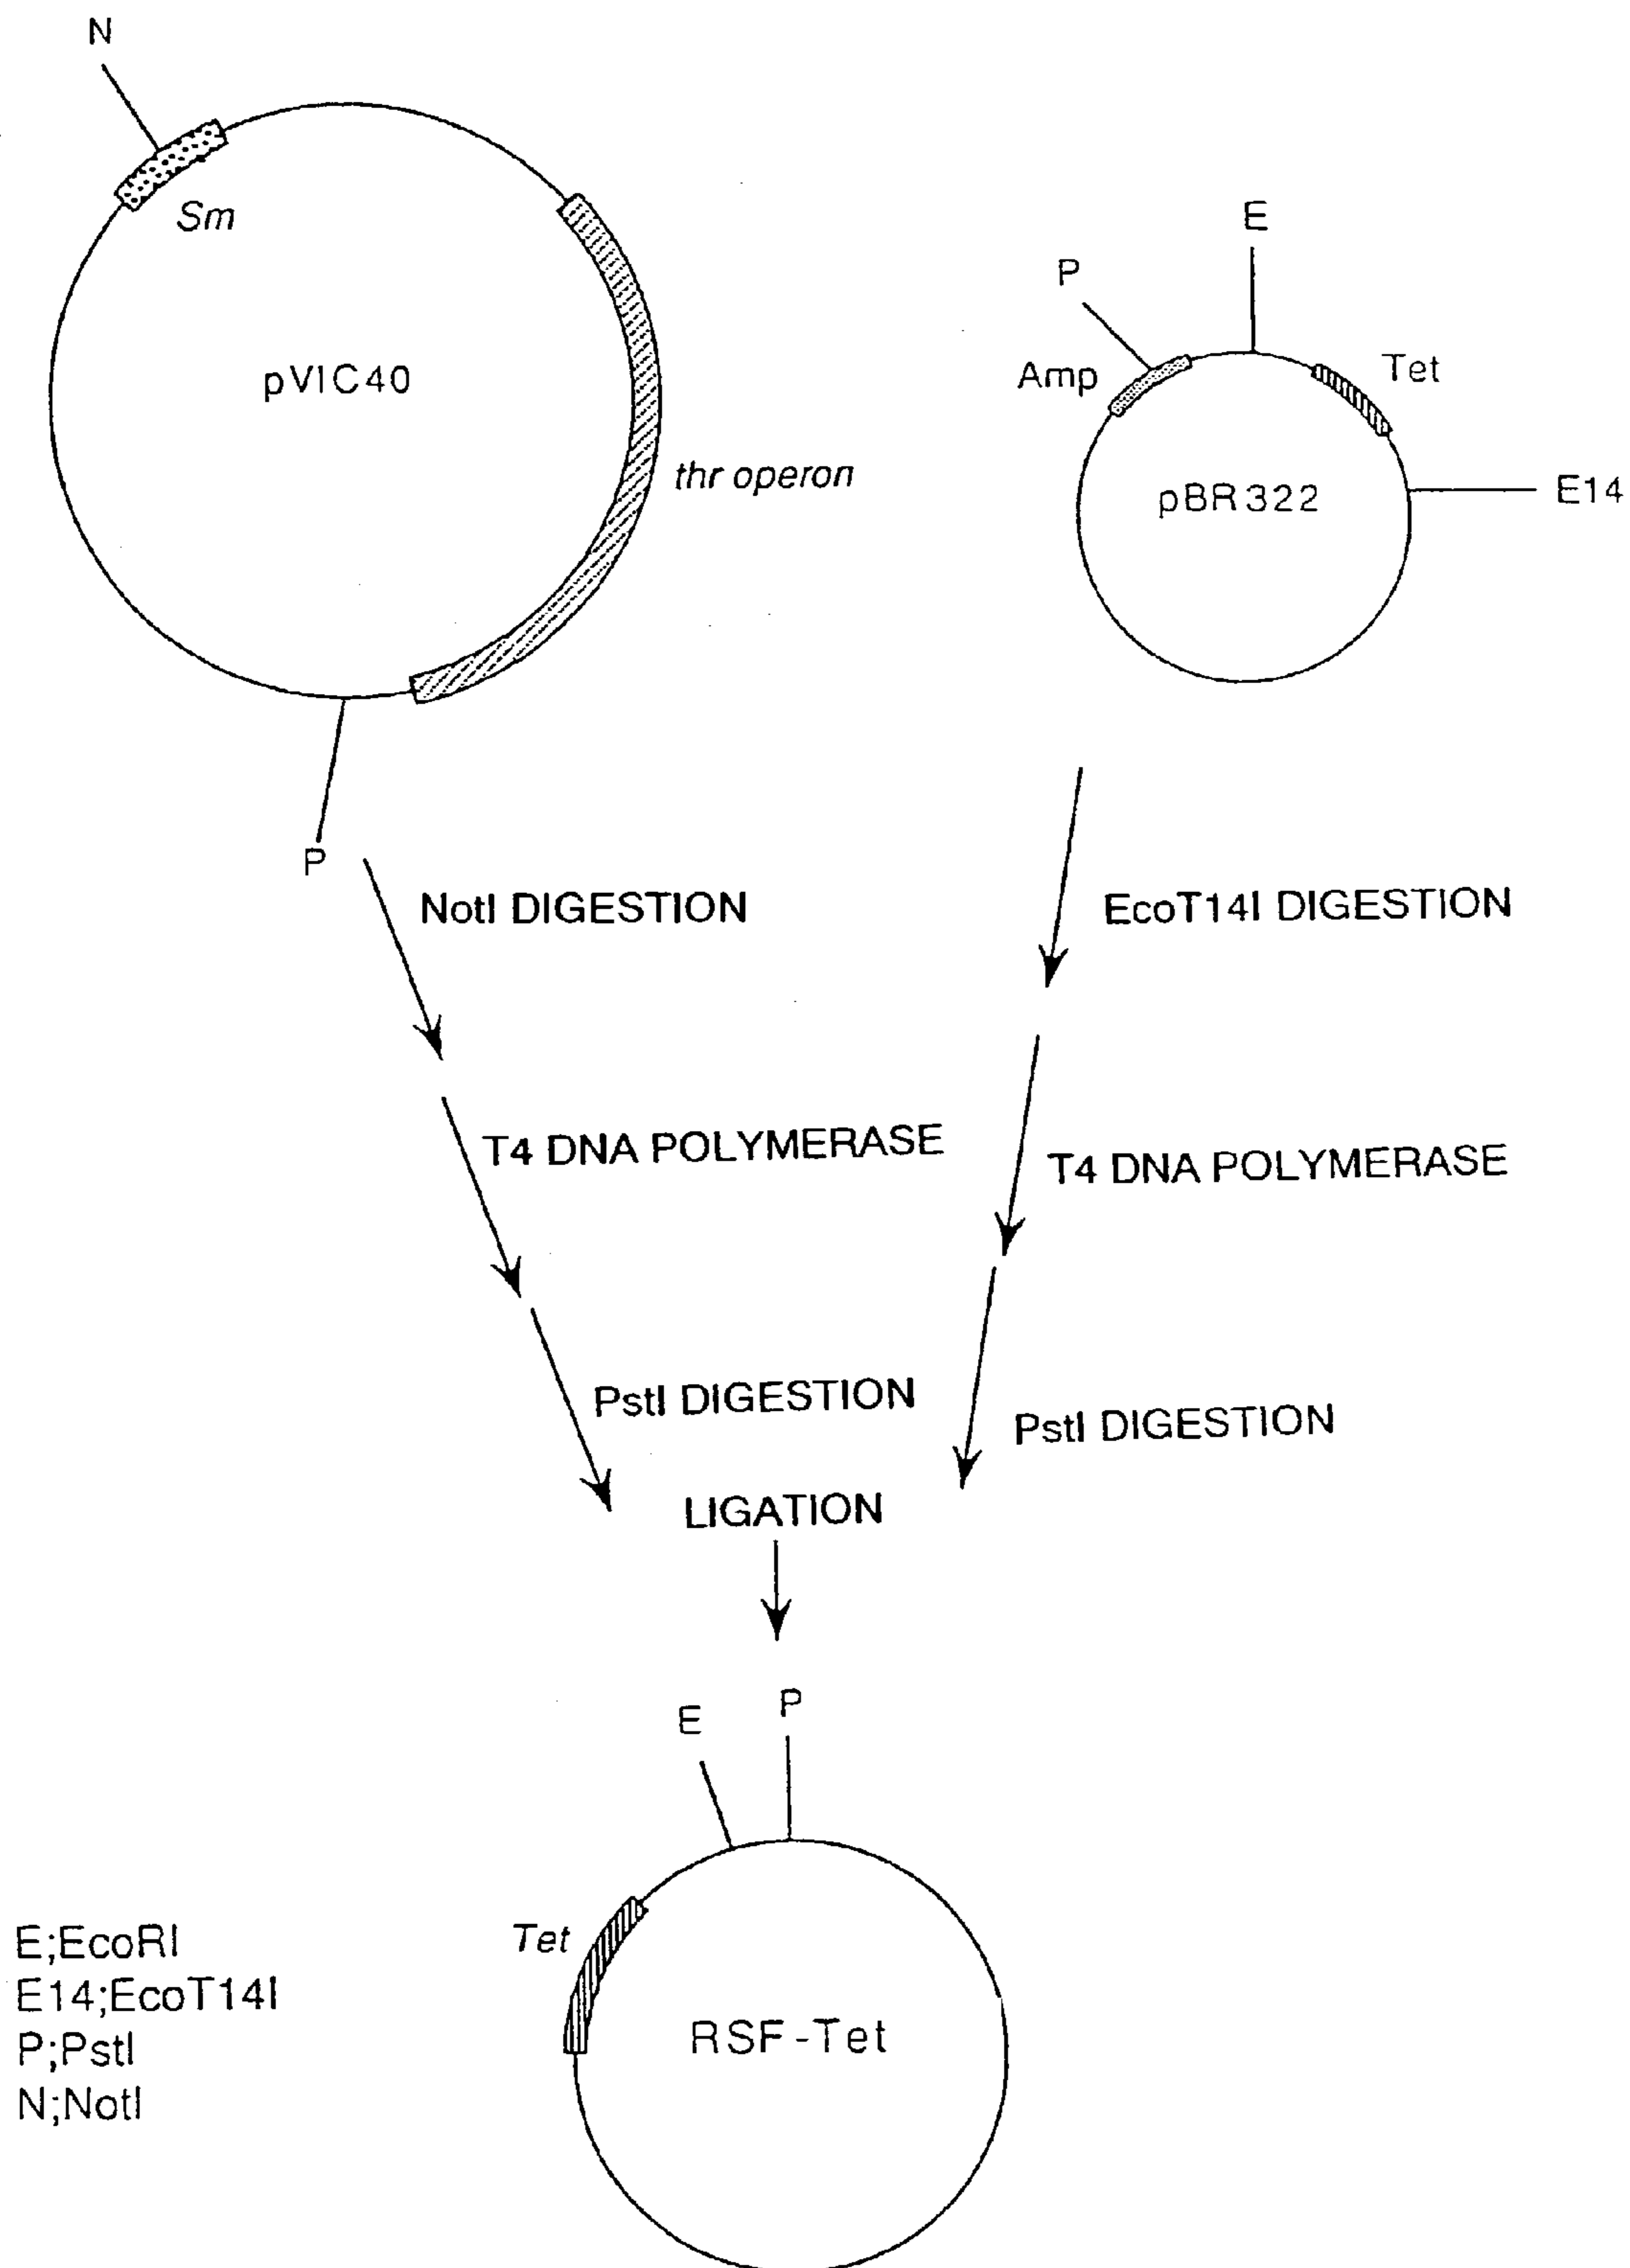 N
Sm
pVIC40
thr operon
P
E
P
Amp
Tet
pBR322
E14
NotI DIGESTION
T4 DNA POLYMERASE
PstI DIGESTION
EcoT14I DIGESTION
T4 DNA POLYMERASE
PstI DIGESTION
LIGATION
E
P
Tet
RSF-Tet
E;EcoRI
E14;EcoT14I
P;PstI
N;NotI